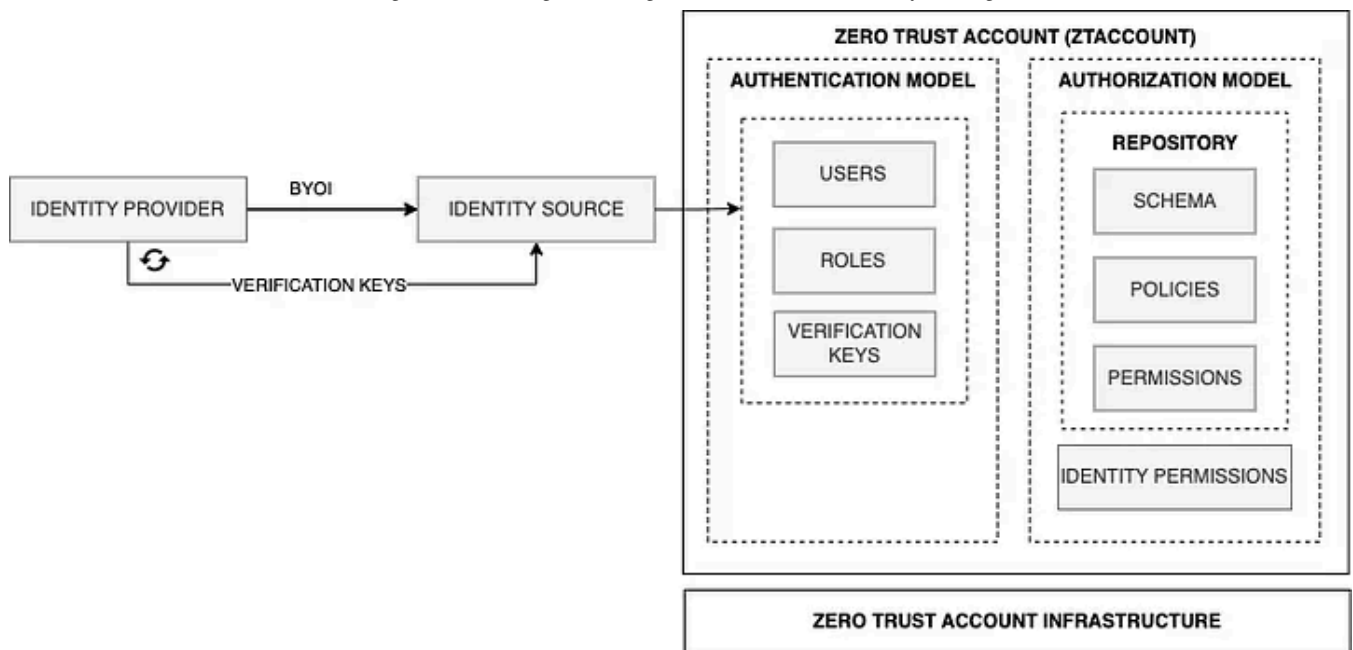 ZERO TRUST ACCOUNT (ZTACCOUNT)
AUTHENTICATION MODEL
AUTHORIZATION MODEL
REPOSITORY
USERS
SCHEMA
BYOI
IDENTITY PROVIDER
IDENTITY SOURCE
ROLES
VERIFICATION KEYS
POLICIES
VERIFICATION
KEYS
PERMISSIONS
IDENTITY PERMISSIONS
ZERO TRUST ACCOUNT INFRASTRUCTURE